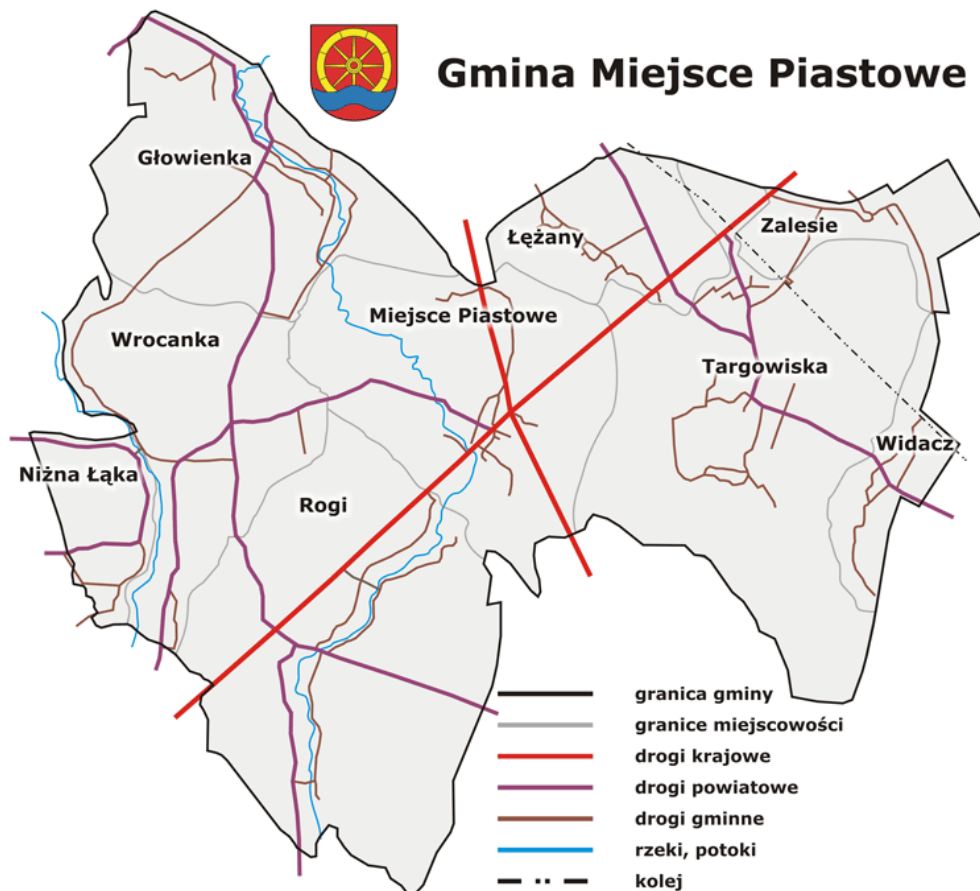 Gmina Miejsce Piastowe
Głowienka
Łężany
Zalesie
Miejsce Piastowe
Wrocanka
Targowiska
Widacz
Niżna Łąka
Rogi
granica gminy
granice miejscowości
drogi krajowe
drogi powiatowe
drogi gminne
rzeki, potoki
kolej